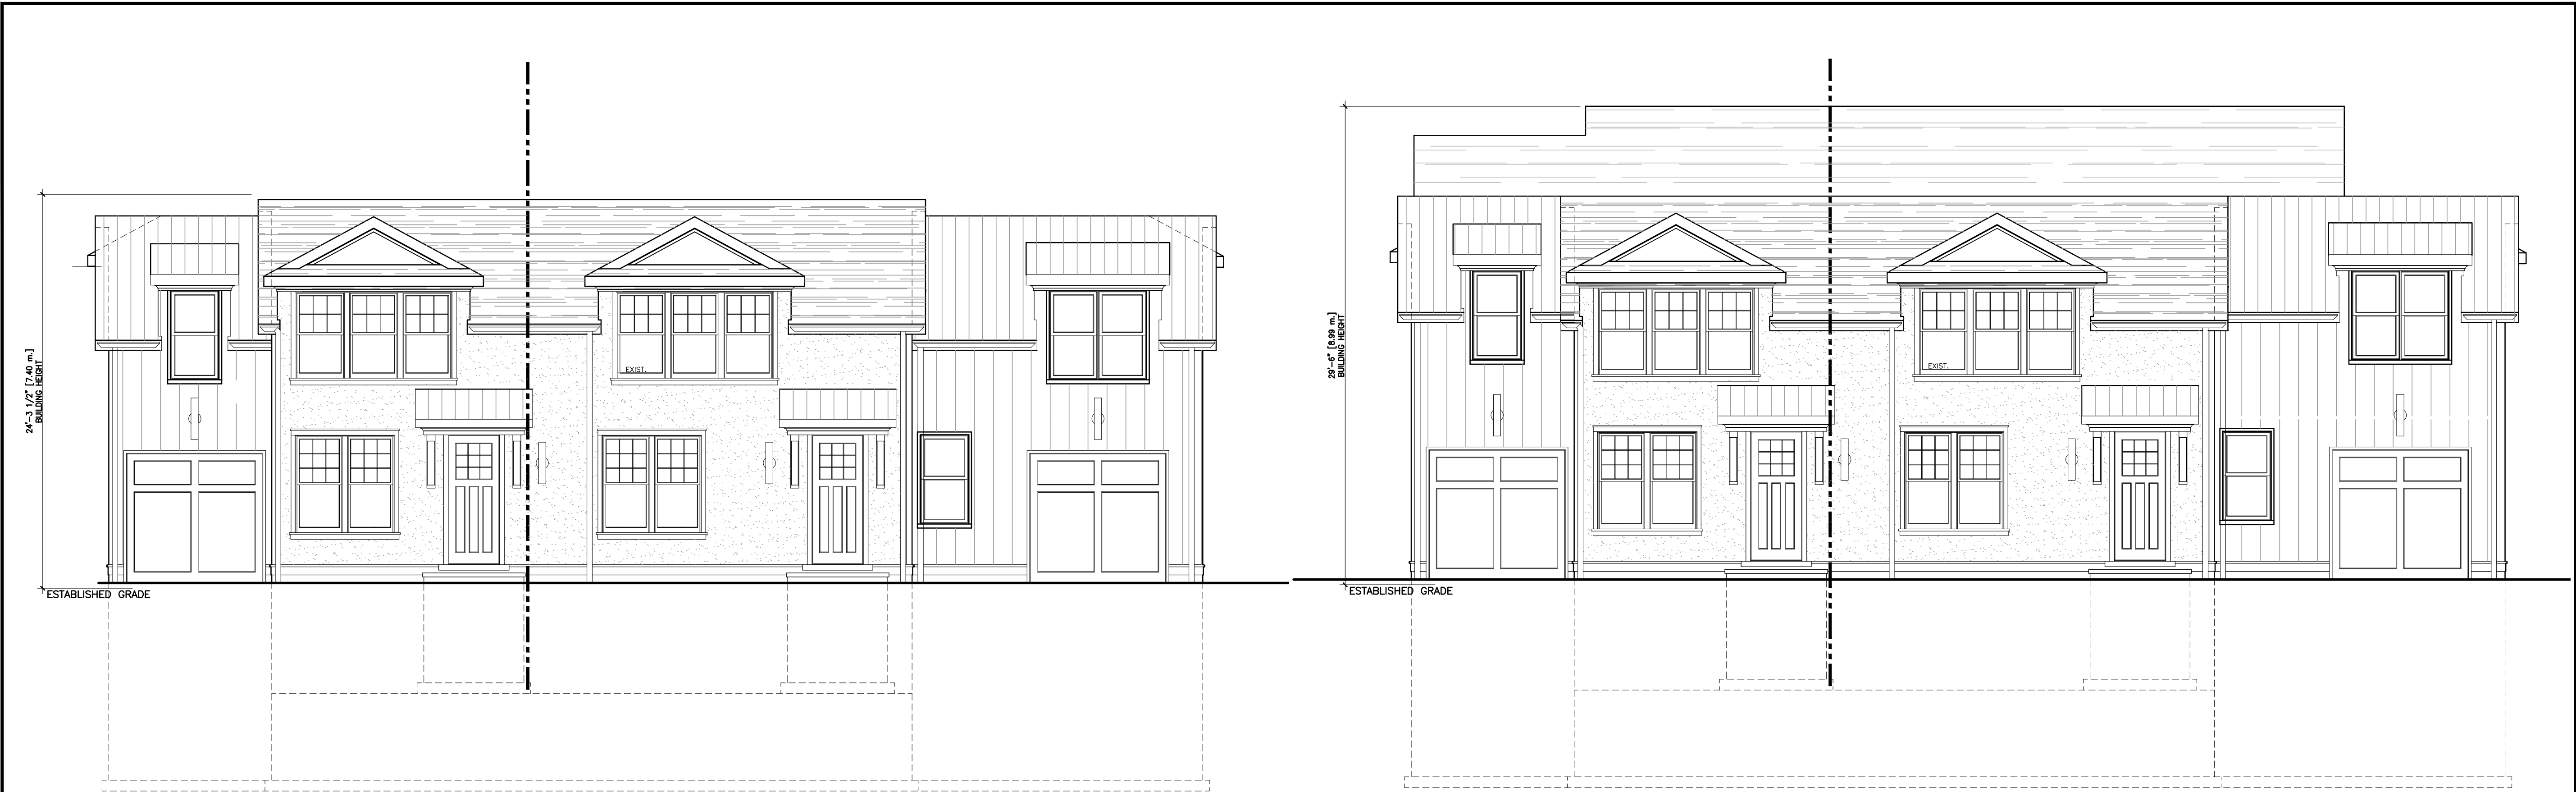 24'-3 1/2" [7.40 m.]
BUILDING HEIGHT
EXIST.
ESTABLISHED GRADE
29'-6" [8.99 m.]
BUILDING HEIGHT
EXIST.
ESTABLISHED GRADE